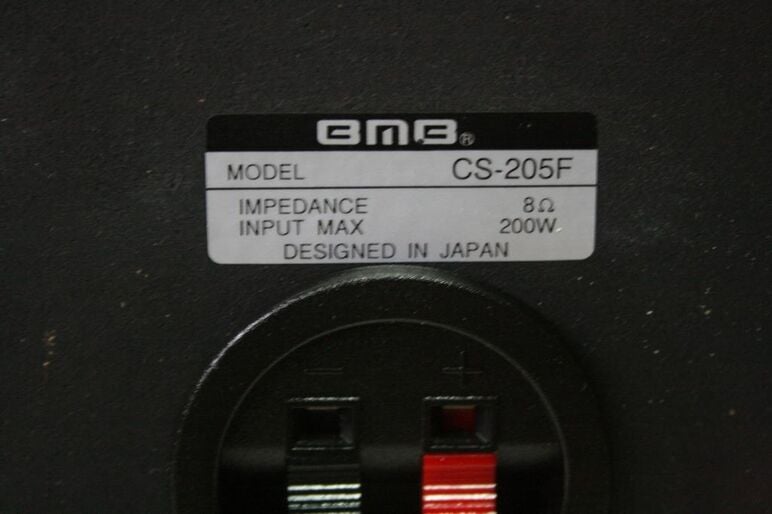 BMB®
MODEL CS-205F
IMPEDANCE 8Ω
INPUT MAX 200W
DESIGNED IN JAPAN
− +